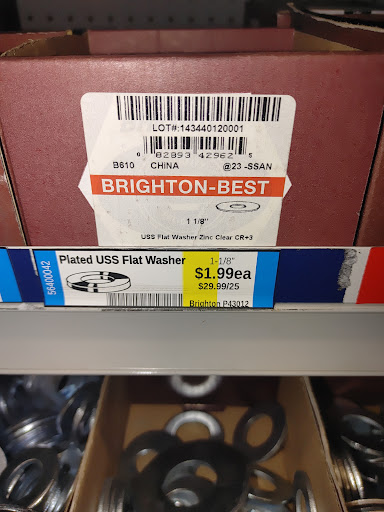 LOT#:143440120001
0 82893 42962 5
B610 CHINA @23 -SSAN
BRIGHTON-BEST
1 1/8"
USS Flat Washer Zinc Clear CR+3
56400042
Plated USS Flat Washer 1-1/8"
$1.99ea
$29.99/25
Brighton P43012